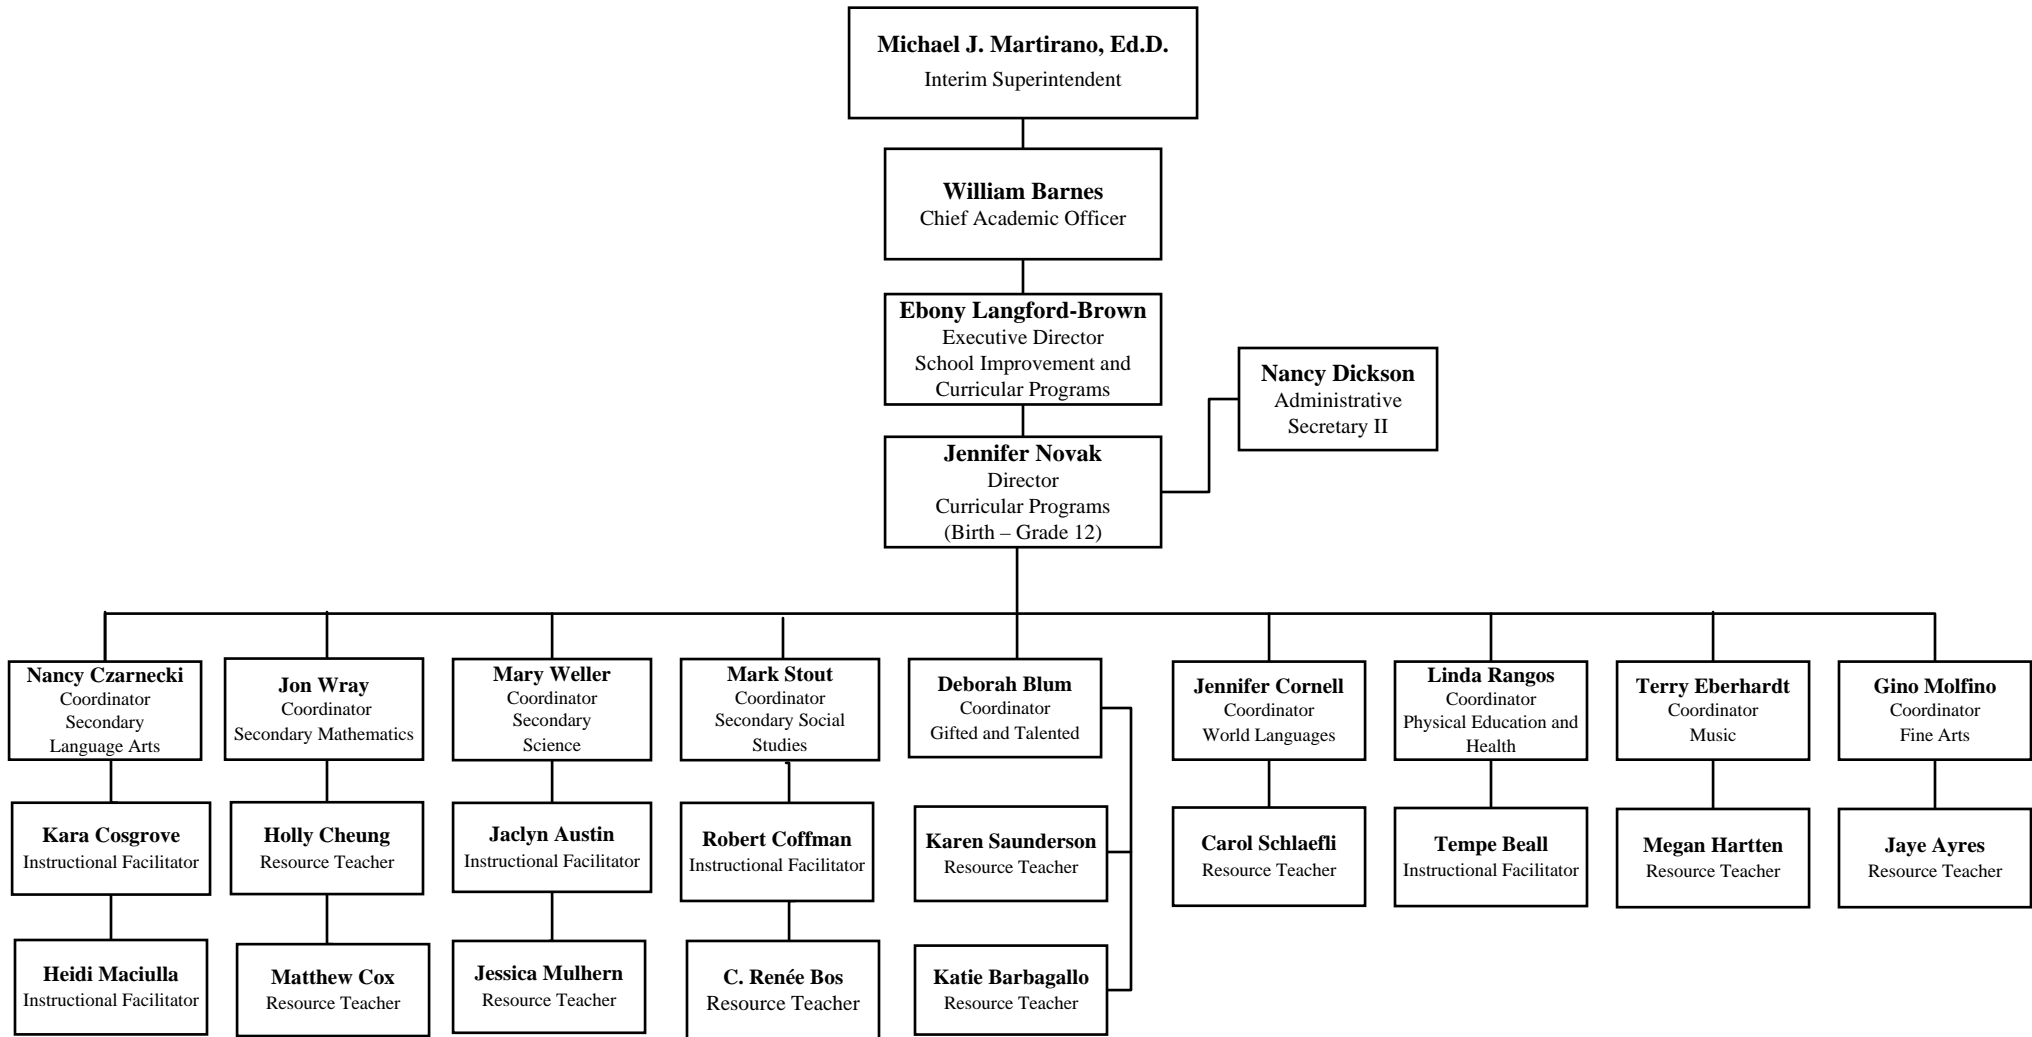 Michael J. Martirano, Ed.D.
Interim Superintendent
William Barnes
Chief Academic Officer
Ebony Langford-Brown
Executive Director
School Improvement and
Curricular Programs
Nancy Dickson
Administrative
Secretary II
Jennifer Novak
Director
Curricular Programs
(Birth – Grade 12)
Nancy Czarnecki
Coordinator
Secondary
Language Arts
Jon Wray
Coordinator
Secondary Mathematics
Mary Weller
Coordinator
Secondary
Science
Mark Stout
Coordinator
Secondary Social
Studies
Deborah Blum
Coordinator
Gifted and Talented
Jennifer Cornell
Coordinator
World Languages
Linda Rangos
Coordinator
Physical Education and
Health
Terry Eberhardt
Coordinator
Music
Gino Molfino
Coordinator
Fine Arts
Kara Cosgrove
Instructional Facilitator
Holly Cheung
Resource Teacher
Jaclyn Austin
Instructional Facilitator
Robert Coffman
Instructional Facilitator
Karen Saunderson
Resource Teacher
Carol Schlaefli
Resource Teacher
Tempe Beall
Instructional Facilitator
Megan Hartten
Resource Teacher
Jaye Ayres
Resource Teacher
Heidi Maciulla
Instructional Facilitator
Matthew Cox
Resource Teacher
Jessica Mulhern
Resource Teacher
C. Renée Bos
Resource Teacher
Katie Barbagallo
Resource Teacher